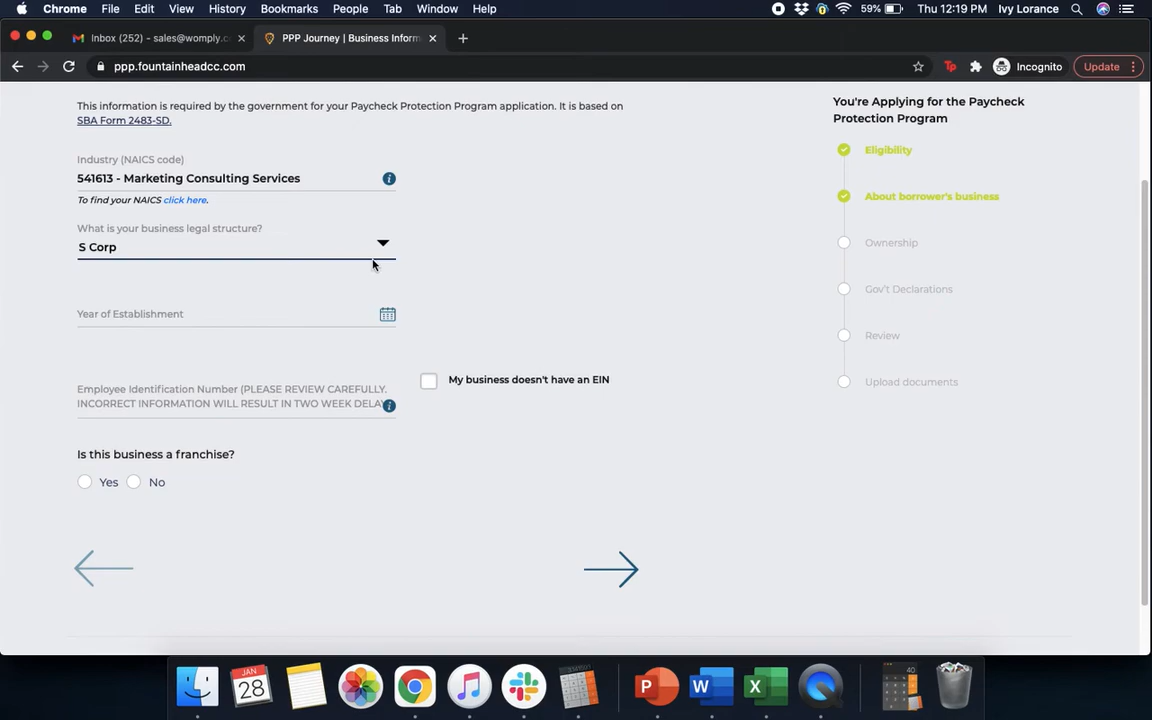 Chrome File Edit View History Bookmarks People Tab Window Help 59% Thu 12:19 PM Ivy Lorance
Inbox (252) - sales@womply.c
PPP Journey | Business Inform
ppp.fountainheadcc.com
Incognito
Update
This information is required by the government for your Paycheck Protection Program application. It is based on
SBA Form 2483-SD.
Industry (NAICS code)
541613 - Marketing Consulting Services
To find your NAICS click here.
What is your business legal structure?
S Corp
Year of Establishment
Employee Identification Number (PLEASE REVIEW CAREFULLY.
INCORRECT INFORMATION WILL RESULT IN TWO WEEK DELAY
My business doesn't have an EIN
Is this business a franchise?
Yes No
You're Applying for the Paycheck
Protection Program
Eligibility
About borrower's business
Ownership
Gov't Declarations
Review
Upload documents
JAN
28
P
W
X
40